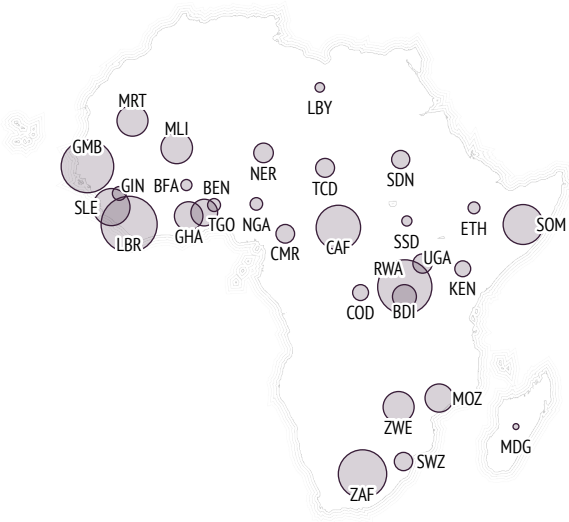 LBY
MRT
MLI
GMB
NER
TCD
SDN
GIN
BFA
BEN
SLE
LBR
GHA
TGO
NGA
CMR
CAF
SSD
ETH
SOM
RWA
UGA
KEN
COD
BDI
MOZ
ZWE
MDG
SWZ
ZAF